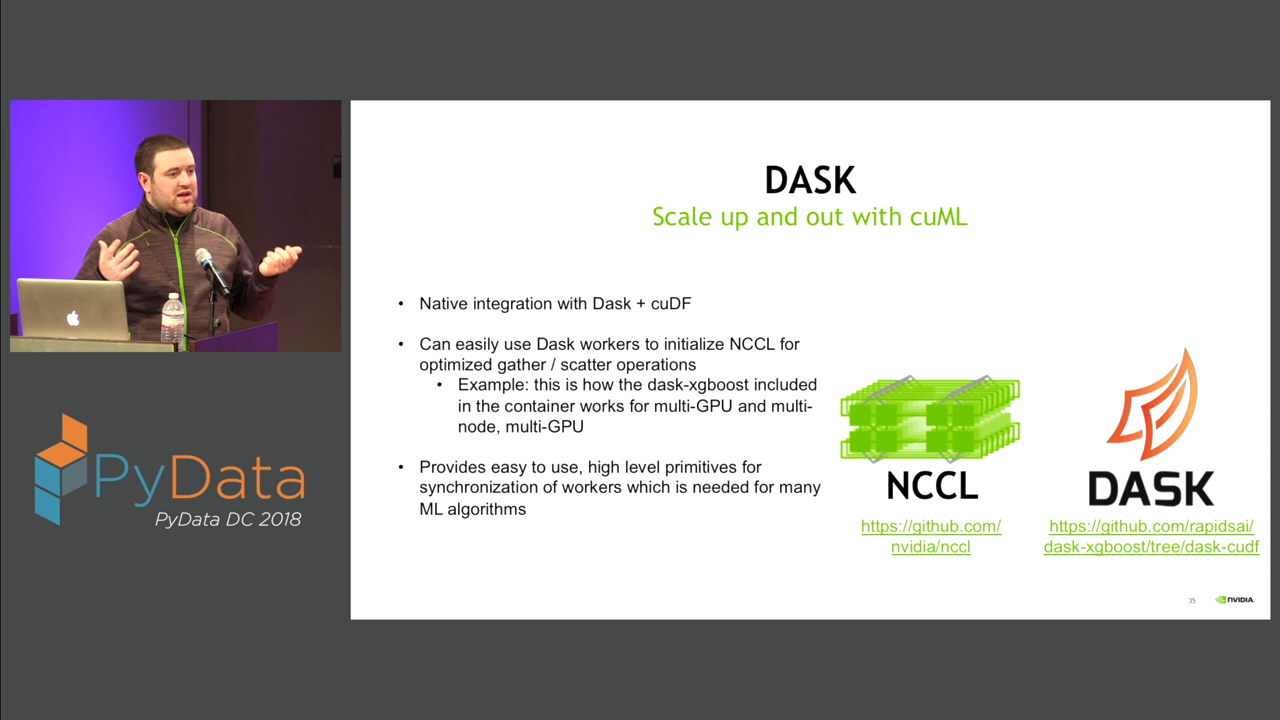 DASK
Scale up and out with cuML
• Native integration with Dask + cuDF
• Can easily use Dask workers to initialize NCCL for
optimized gather / scatter operations
• Example: this is how the dask-xgboost included
in the container works for multi-GPU and multi-
node, multi-GPU
• Provides easy to use, high level primitives for
synchronization of workers which is needed for many
ML algorithms
NCCL
https://github.com/
nvidia/nccl
DASK
https://github.com/rapidsai/
dask-xgboost/tree/dask-cudf
35
NVIDIA
PyData
PyData DC 2018